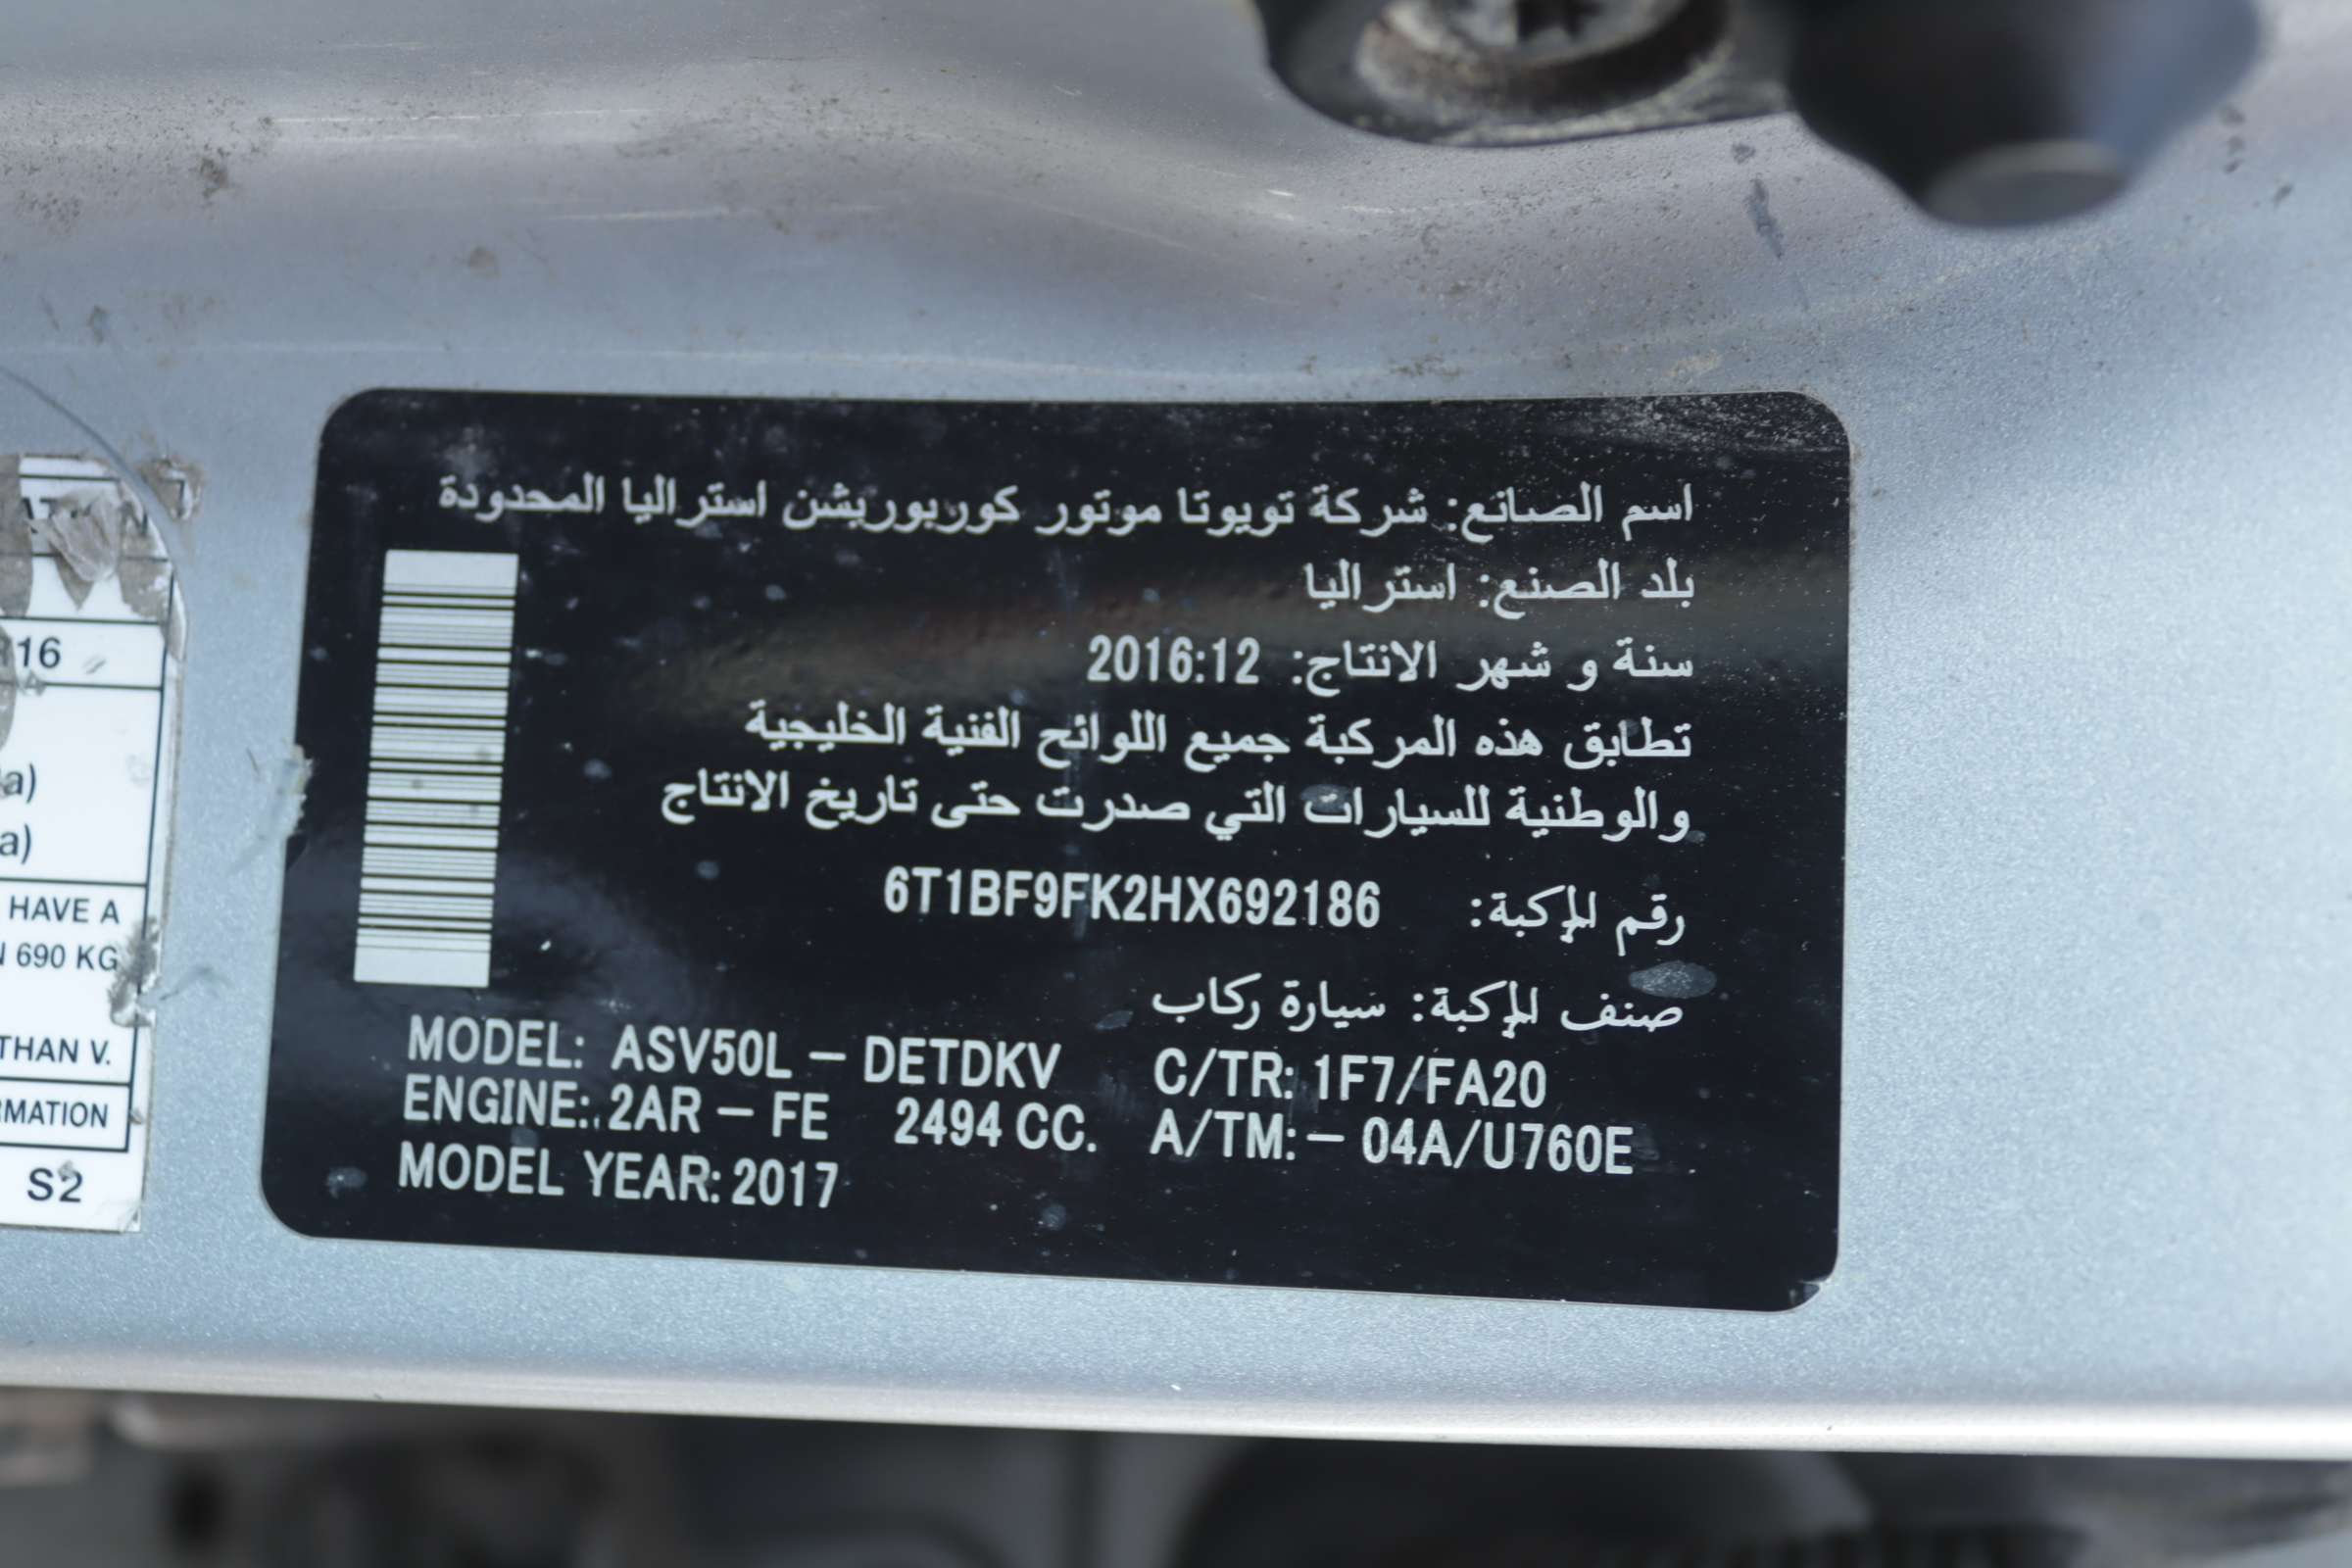 اسم الصانع: شركة تويوتا موتور كوربوريشن استراليا المحدودة
بلد الصنع: استراليا
سنة و شهر الانتاج: 2016:12
تطابق هذه المركبة جميع اللوائح الفنية الخليجية
والوطنية للسيارات التي صدرت حتى تاريخ الانتاج
رقم المركبة: 6T1BF9FK2HX692186
صنف المركبة: سيارة ركاب
MODEL: ASV50L – DETDKV C/TR: 1F7/FA20
ENGINE: 2AR – FE 2494 CC. A/TM: – 04A/U760E
MODEL YEAR: 2017
16
a)
a)
HAVE A
690 KG
THAN V.
S2